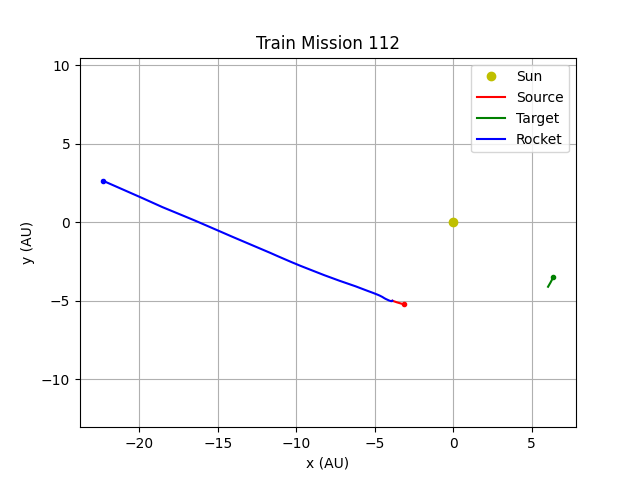 Train Mission 112
10
5
0
−5
−10
y (AU)
−20
−15
−10
−5
0
5
x (AU)
Sun
Source
Target
Rocket